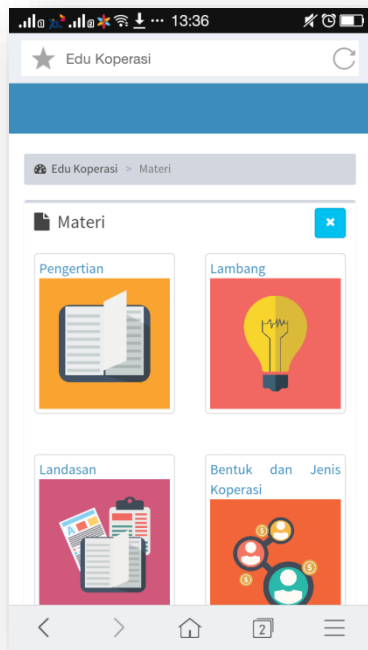 13:36
Edu Koperasi
Edu Koperasi > Materi
Materi
Pengertian
Lambang
Landasan
Bentuk dan Jenis
Koperasi
2